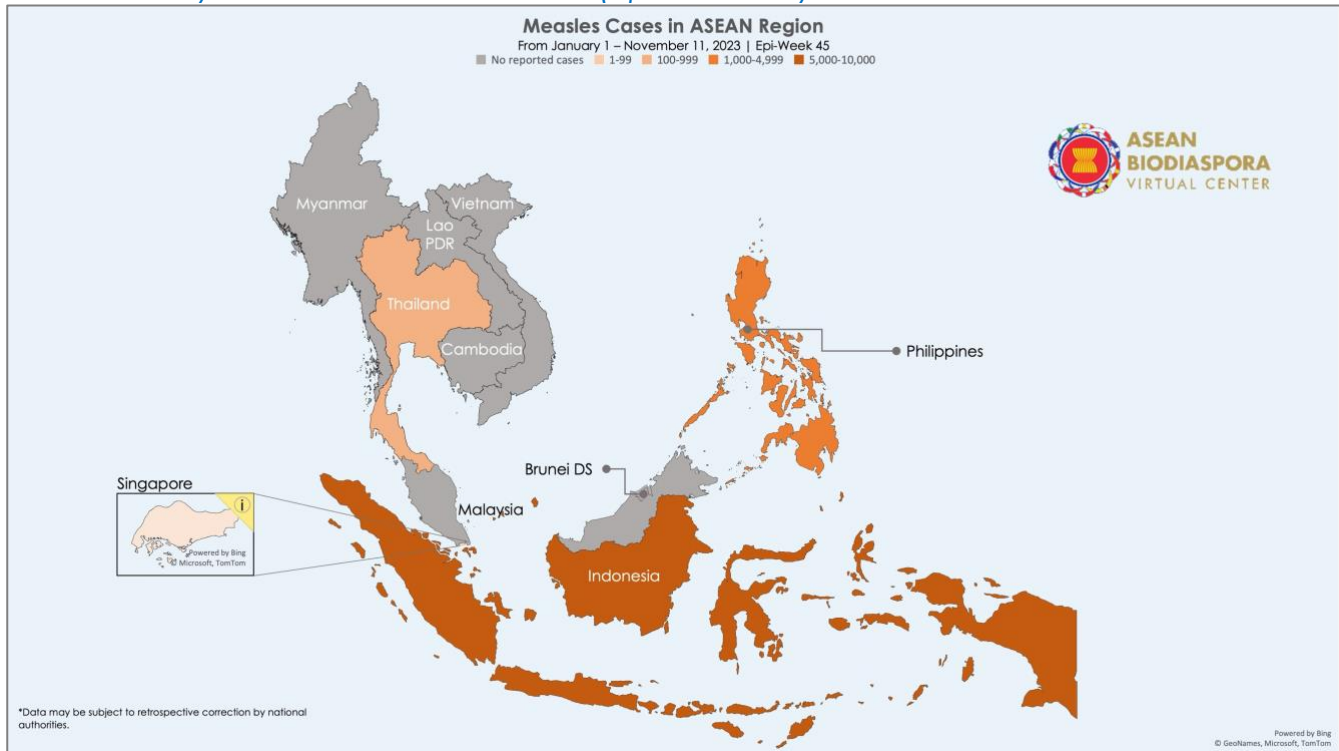 Measles Cases in ASEAN Region
From January 1 – November 11, 2023 | Epi-Week 45
No reported cases 1-99 100-999 1,000-4,999 5,000-10,000
ASEAN
BIODIASPORA
VIRTUAL CENTER
Myanmar
Vietnam
Lao
PDR
Thailand
Cambodia
Philippines
Brunei DS
Singapore
i
Powered by Bing
© Microsoft, TomTom
Malaysia
Indonesia
*Data may be subject to retrospective correction by national
authorities.
Powered by Bing
© GeoNames, Microsoft, TomTom